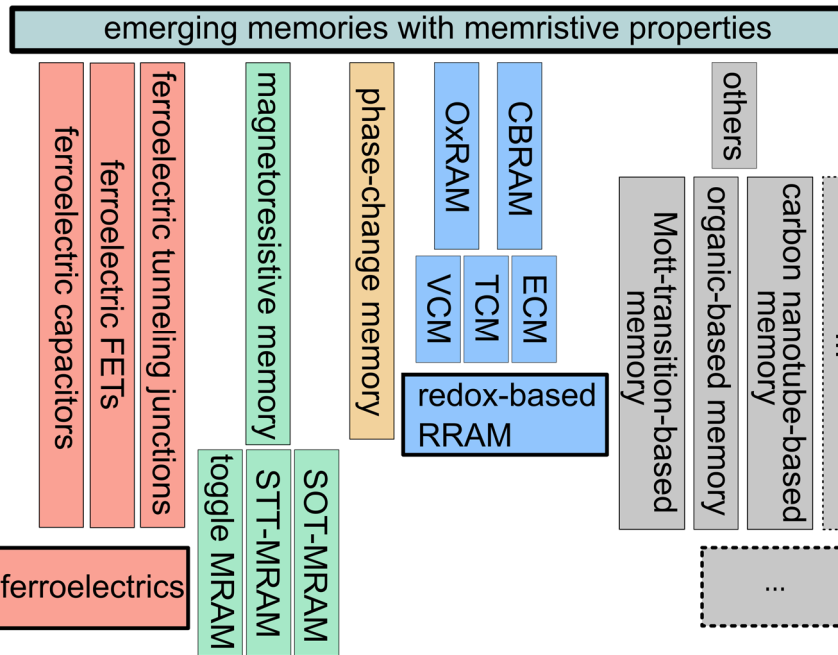 emerging memories with memristive properties
ferroelectric capacitors
ferroelectric FETs
ferroelectric tunneling junctions
ferroelectrics
magnetoresistive memory
toggle MRAM
STT-MRAM
SOT-MRAM
phase-change memory
OxRAM
CBRAM
VCM
TCM
ECM
redox-based
RRAM
others
Mott-transition-based
memory
organic-based memory
carbon nanotube-based
memory
...
...